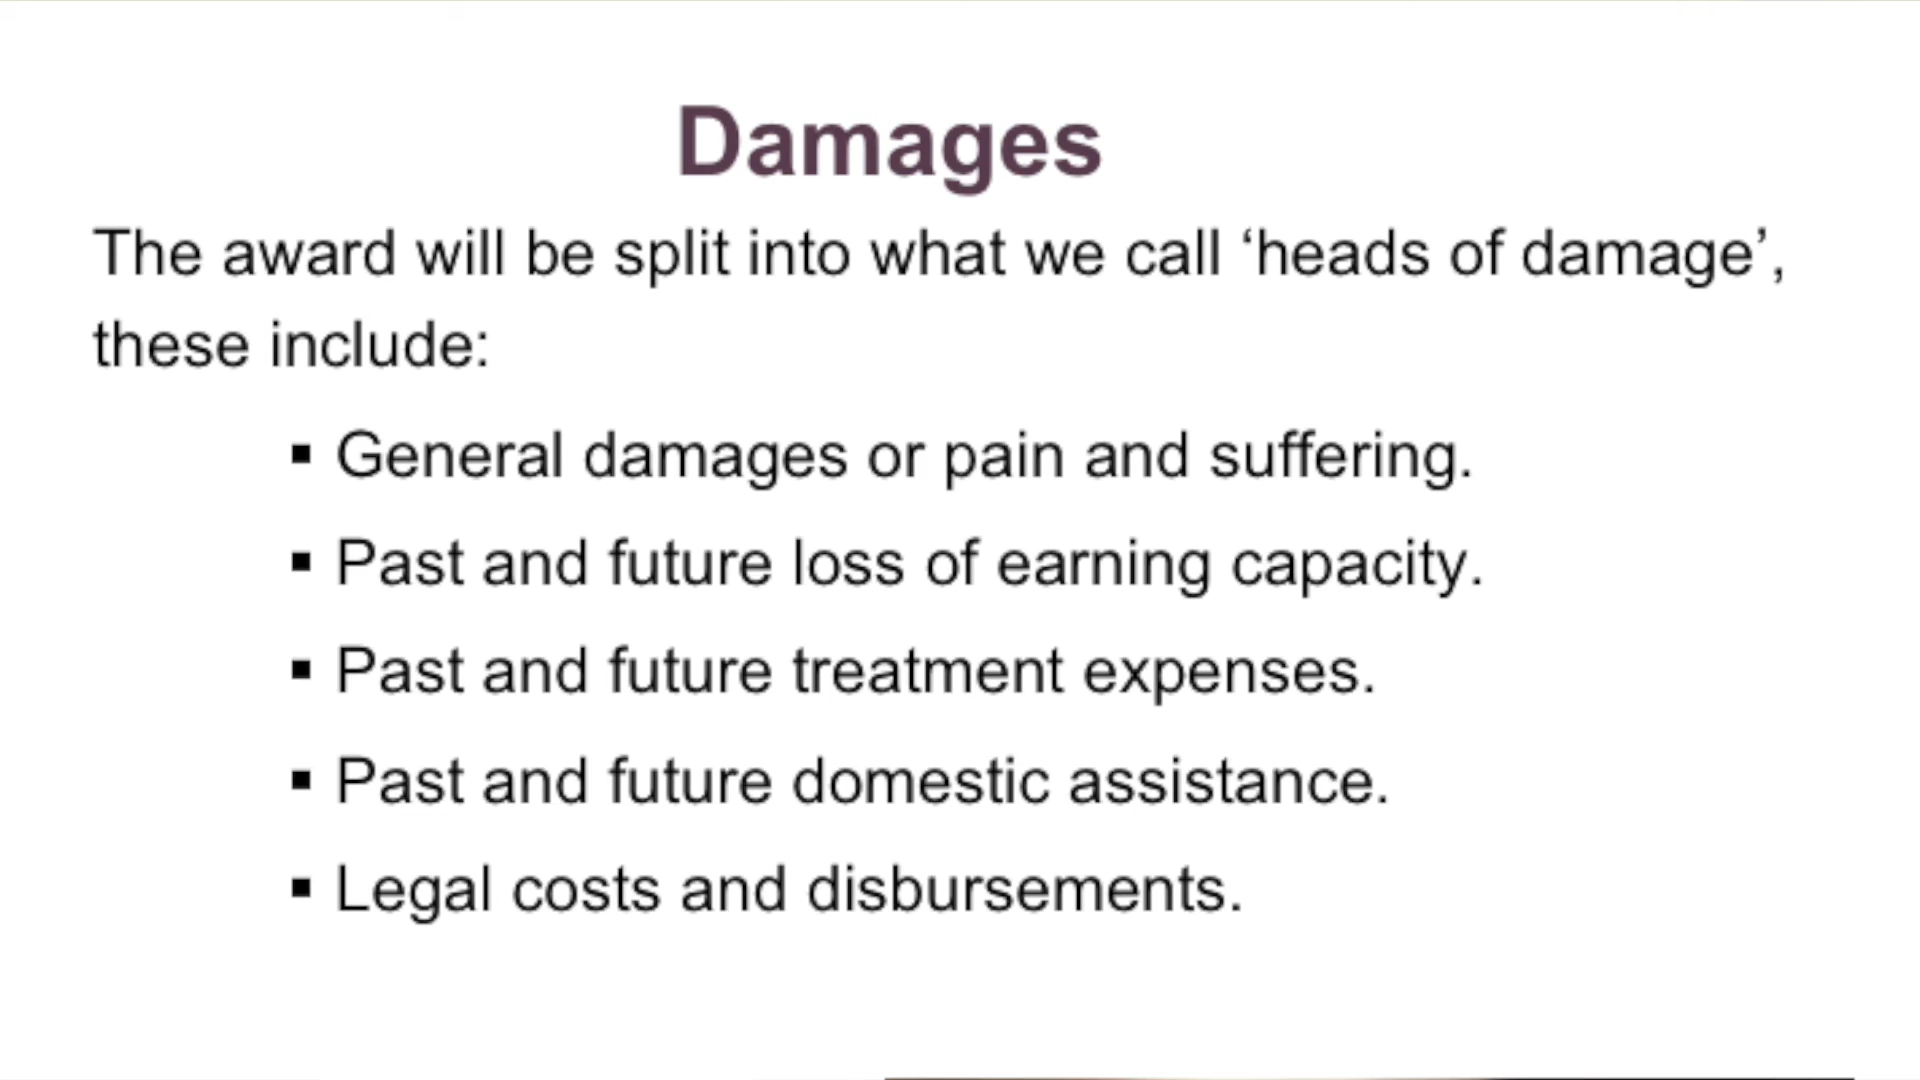 Damages
The award will be split into what we call ‘heads of damage’,
these include:
▪ General damages or pain and suffering.
▪ Past and future loss of earning capacity.
▪ Past and future treatment expenses.
▪ Past and future domestic assistance.
▪ Legal costs and disbursements.